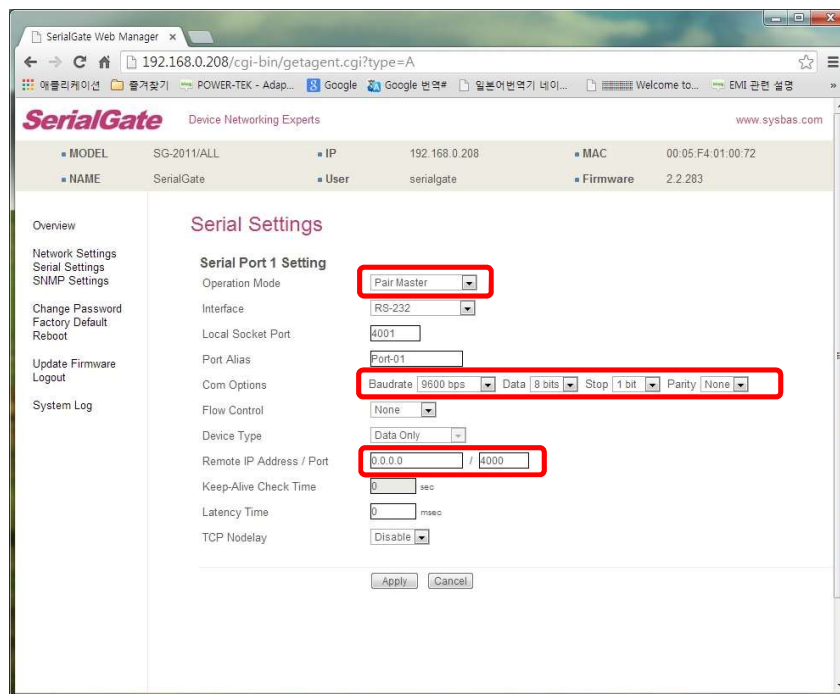 SerialGate Web Manager ×
192.168.0.208/cgi-bin/getagent.cgi?type=A
애플리케이션 즐겨찾기 POWER-TEK - Adap... Google Google 번역# 일본어번역기 네이... Welcome to... EMI 관련 설명 »
SerialGate Device Networking Experts www.sysbas.com
MODEL SG-2011/ALL IP 192.168.0.208 MAC 00:05:F4:01:00:72
NAME SerialGate User serialgate Firmware 2.2.283
Overview
Network Settings
Serial Settings
SNMP Settings
Change Password
Factory Default
Reboot
Update Firmware
Logout
System Log
Serial Settings
Serial Port 1 Setting
Operation Mode Pair Master
Interface RS-232
Local Socket Port 4001
Port Alias Port-01
Com Options Baudrate 9600 bps Data 8 bits Stop 1 bit Parity None
Flow Control None
Device Type Data Only
Remote IP Address / Port 0.0.0.0 / 4000
Keep-Alive Check Time 0 sec
Latency Time 0 msec
TCP Nodelay Disable
Apply Cancel